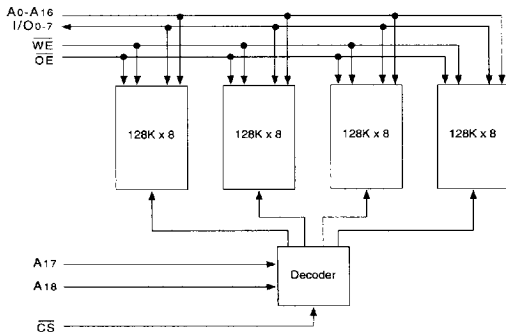 A0-A16
I/O0-7
WE
OE
128K x 8
128K x 8
128K x 8
128K x 8
A17
Decoder
A18
CS